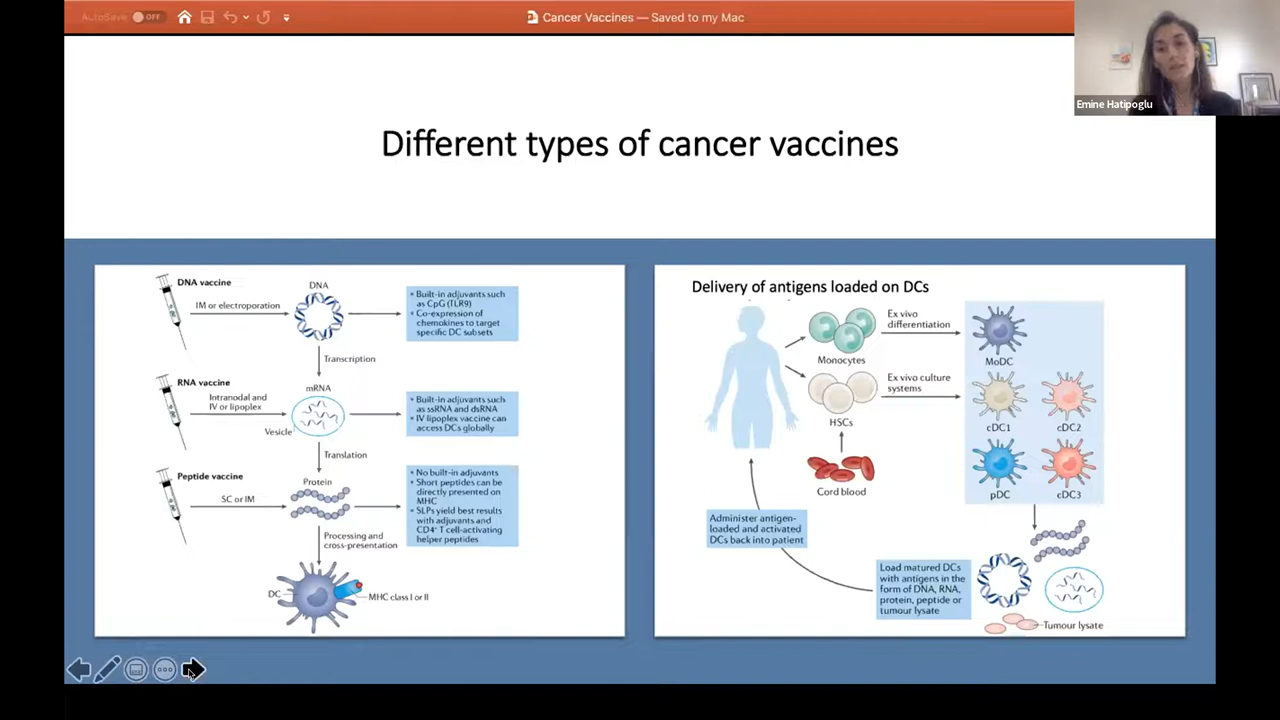 AutoSave OFF
Cancer Vaccines — Saved to my Mac
Emine Hatipoglu
Different types of cancer vaccines
DNA vaccine
IM or electroporation
DNA
• Built-in adjuvants such
as CpG (TLR9)
• Co-expression of
chemokines to target
specific DC subsets
Transcription
RNA vaccine
Intranodal and
IV or lipoplex
mRNA
Vesicle
• Built-in adjuvants such
as ssRNA and dsRNA
• IV lipoplex vaccine can
access DCs globally
Translation
Peptide vaccine
SC or IM
Protein
• No built-in adjuvants
• Short peptides can be
directly presented on
MHC
• SLPs yield best results
with adjuvants and
CD4⁺ T cell-activating
helper peptides
Processing and
cross-presentation
DC
MHC class I or II
Delivery of antigens loaded on DCs
Monocytes
Ex vivo
differentiation
MoDC
HSCs
Ex vivo culture
systems
cDC1
cDC2
pDC
cDC3
Cord blood
Administer antigen-
loaded and activated
DCs back into patient
Load matured DCs
with antigens in the
form of DNA, RNA,
protein, peptide or
tumour lysate
Tumour lysate